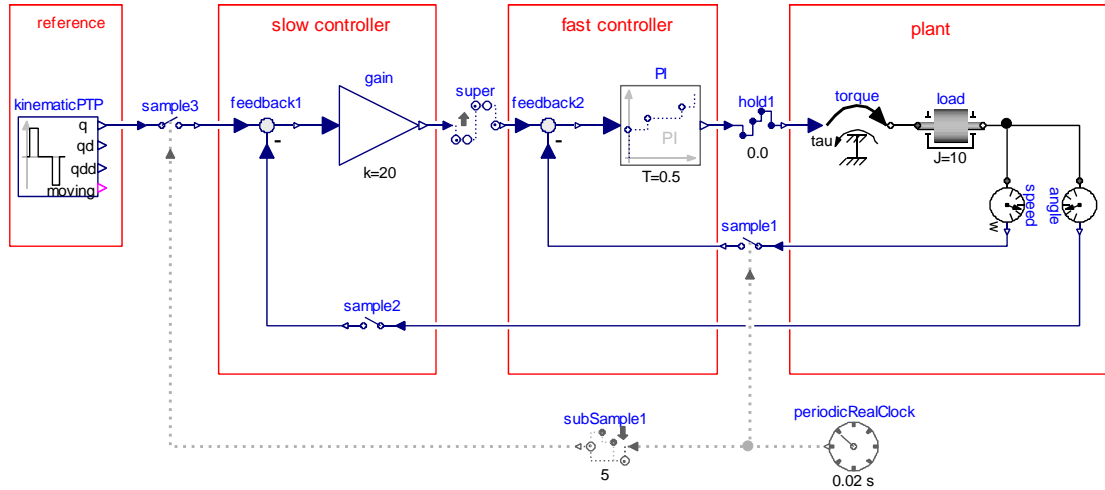 reference
slow controller
fast controller
plant
kinematicPTP
q
qd
qdd
moving
sample3
feedback1
-
gain
k=20
super
feedback2
-
PI
PI
T=0.5
hold1
0.0
torque
tau
load
J=10
speed
w
angle
sample1
sample2
subSample1
5
periodicRealClock
0.02 s